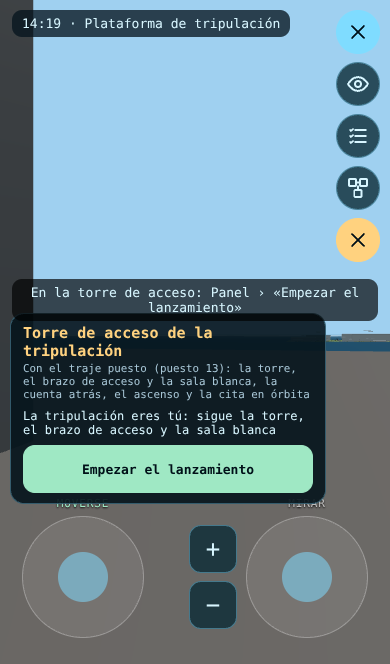 14:19 · Plataforma de tripulación
En la torre de acceso: Panel › «Empezar el
lanzamiento»
Torre de acceso de la
tripulación
Con el traje puesto (puesto 13): la torre,
el brazo de acceso y la sala blanca, la
cuenta atrás, el ascenso y la cita en órbita
La tripulación eres tú: sigue la torre,
el brazo de acceso y la sala blanca
Empezar el lanzamiento
MOVERSE
MIRAR
+
−